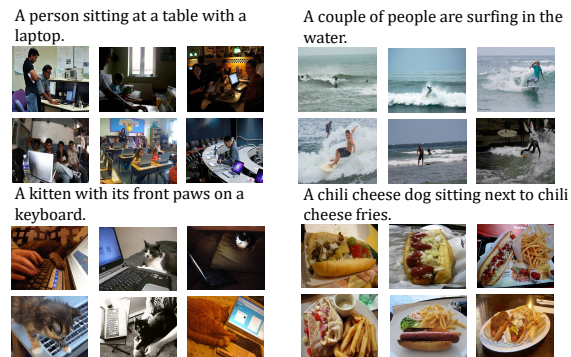 A person sitting at a table with a
laptop.
A couple of people are surfing in the
water.
A kitten with its front paws on a
keyboard.
A chili cheese dog sitting next to chili
cheese fries.